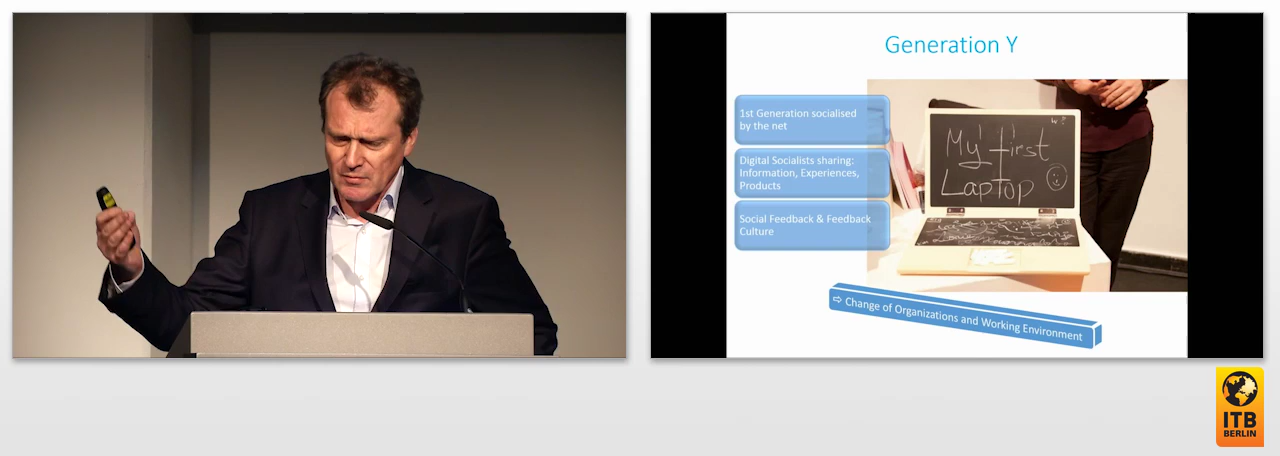 Generation Y
1st Generation socialised
by the net
Digital Socialists sharing:
Information, Experiences,
Products
Social Feedback & Feedback
Culture
My first
LapTop
⇨ Change of Organizations and Working Environment
ITB
BERLIN